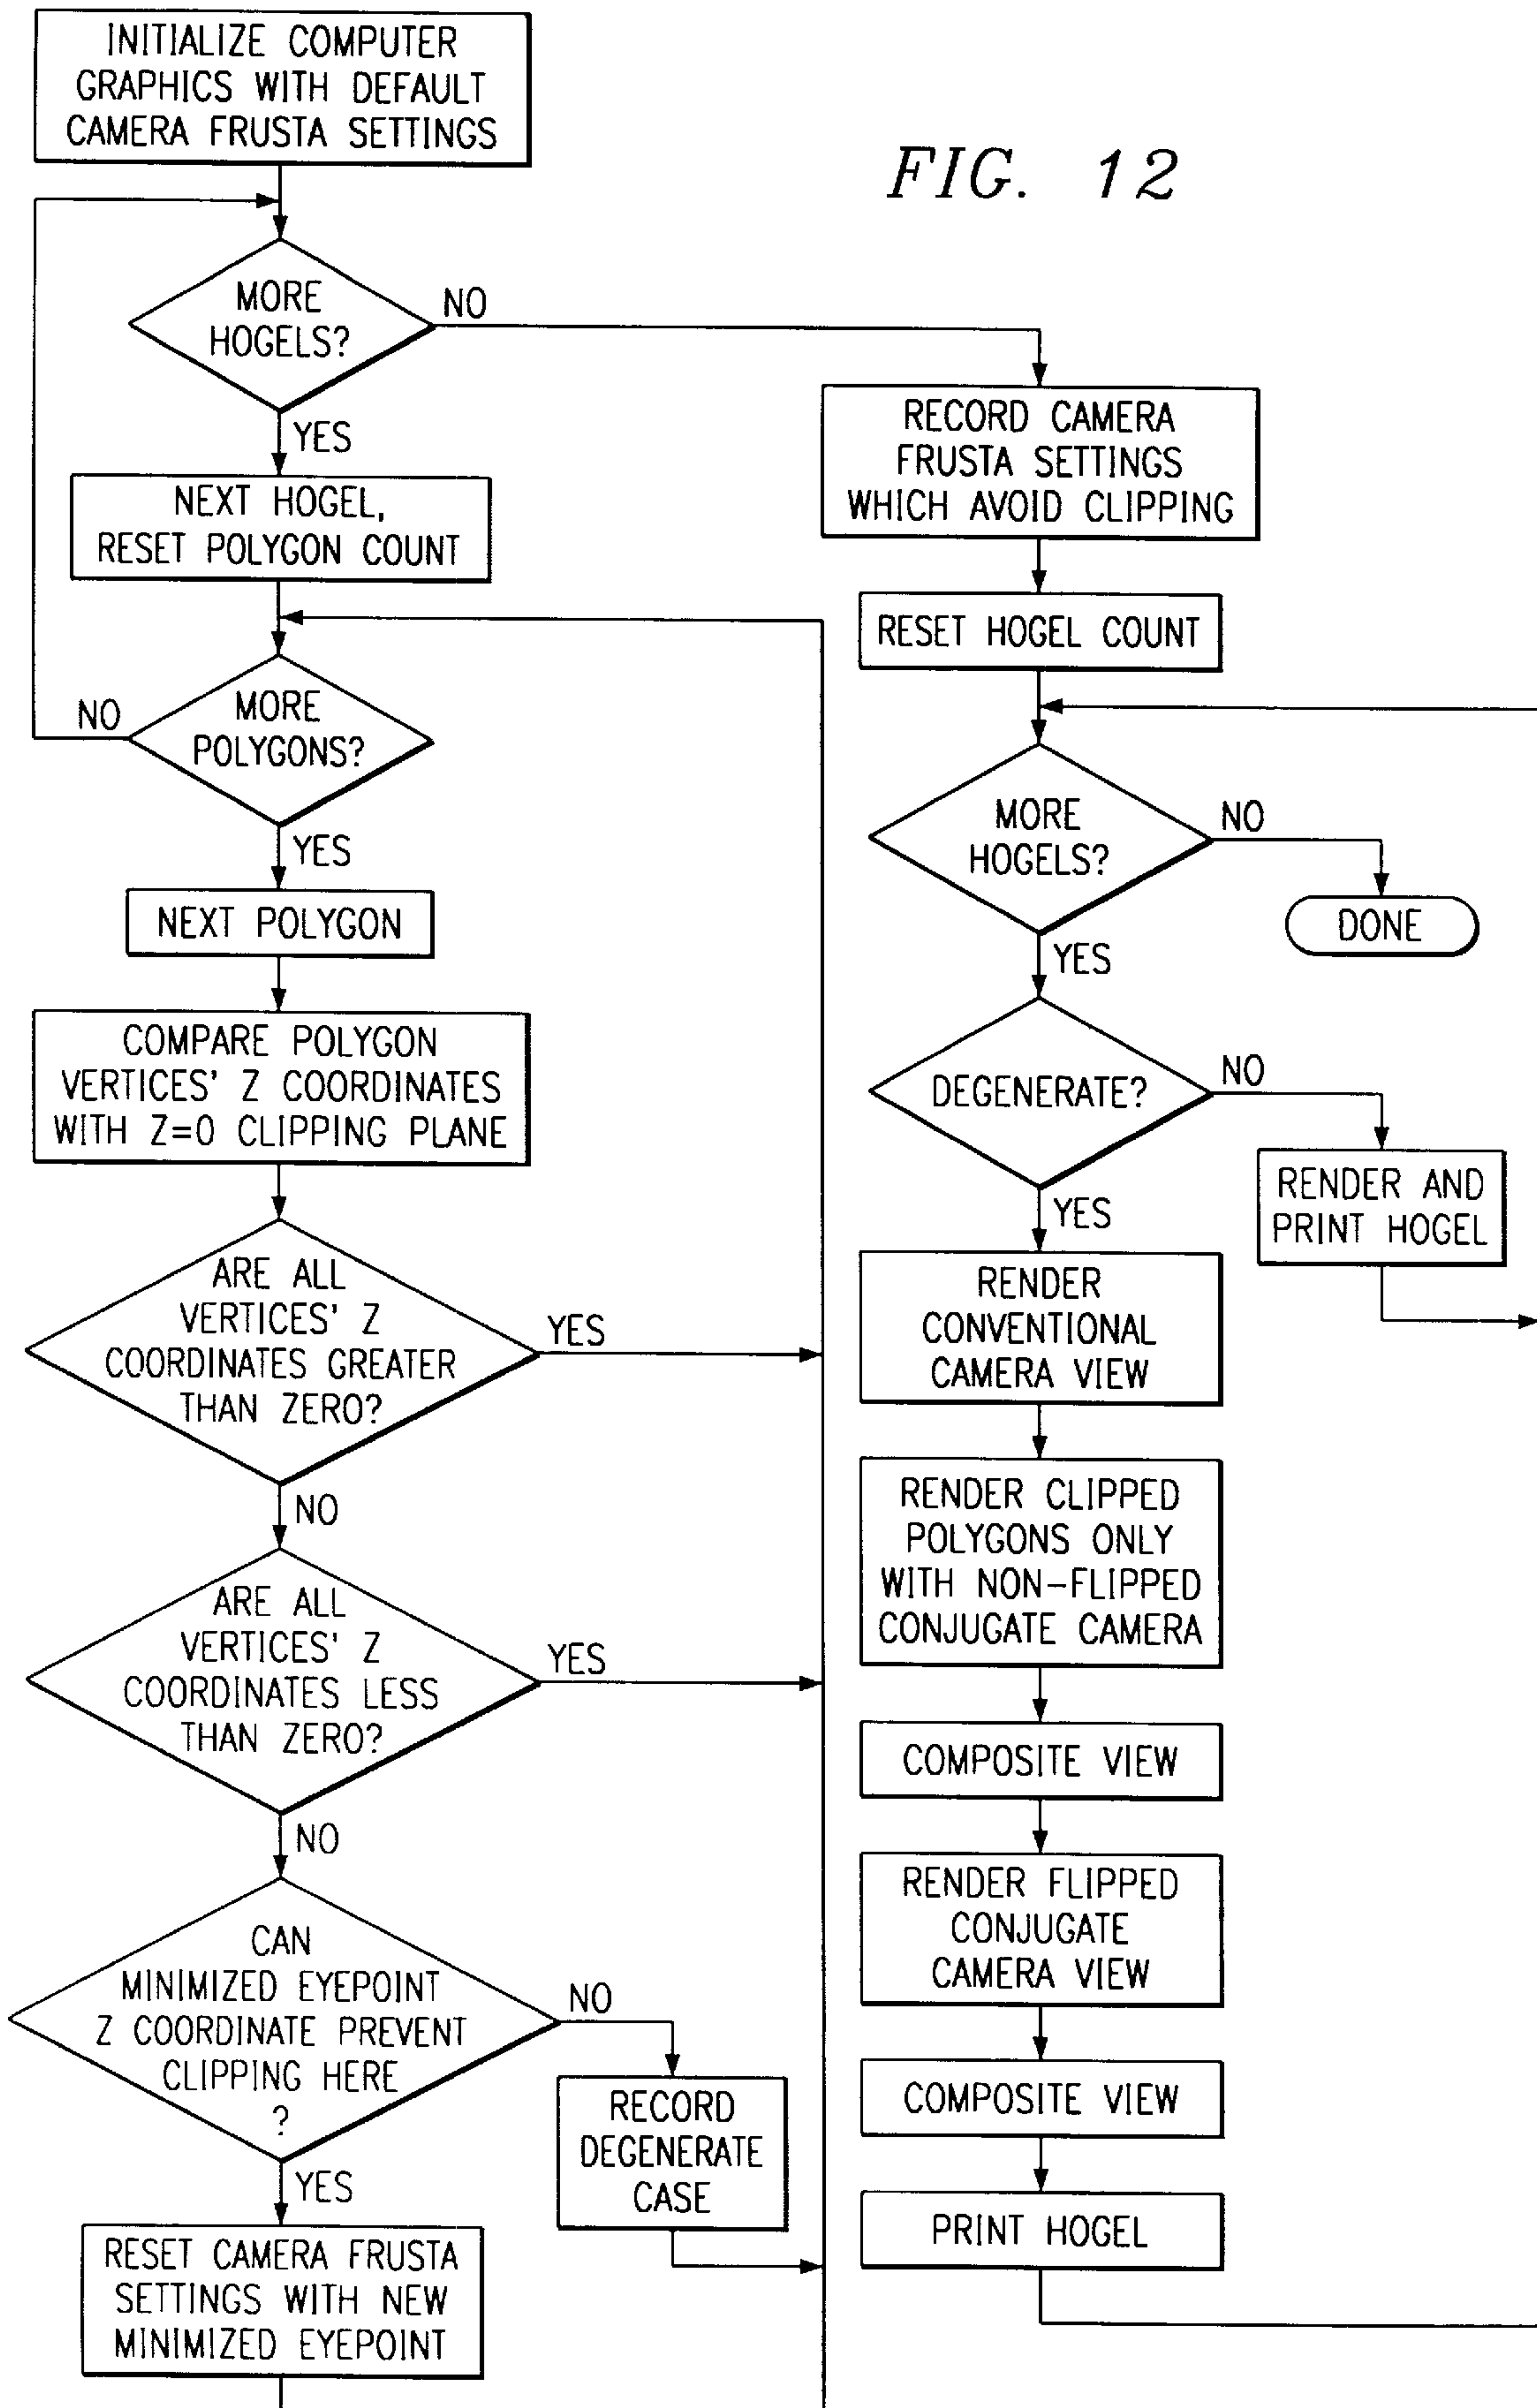 FIG. 12
INITIALIZE COMPUTER
GRAPHICS WITH DEFAULT
CAMERA FRUSTA SETTINGS
MORE
HOGELS?
NO
YES
NEXT HOGEL,
RESET POLYGON COUNT
MORE
POLYGONS?
NO
YES
NEXT POLYGON
COMPARE POLYGON
VERTICES' Z COORDINATES
WITH Z=0 CLIPPING PLANE
ARE ALL
VERTICES' Z
COORDINATES GREATER
THAN ZERO?
YES
NO
ARE ALL
VERTICES' Z
COORDINATES LESS
THAN ZERO?
YES
NO
CAN
MINIMIZED EYEPOINT
Z COORDINATE PREVENT
CLIPPING HERE
?
NO
RECORD
DEGENERATE
CASE
YES
RESET CAMERA FRUSTA
SETTINGS WITH NEW
MINIMIZED EYEPOINT
RECORD CAMERA
FRUSTA SETTINGS
WHICH AVOID CLIPPING
RESET HOGEL COUNT
MORE
HOGELS?
NO
DONE
YES
DEGENERATE?
NO
RENDER AND
PRINT HOGEL
YES
RENDER
CONVENTIONAL
CAMERA VIEW
RENDER CLIPPED
POLYGONS ONLY
WITH NON-FLIPPED
CONJUGATE CAMERA
COMPOSITE VIEW
RENDER FLIPPED
CONJUGATE
CAMERA VIEW
COMPOSITE VIEW
PRINT HOGEL